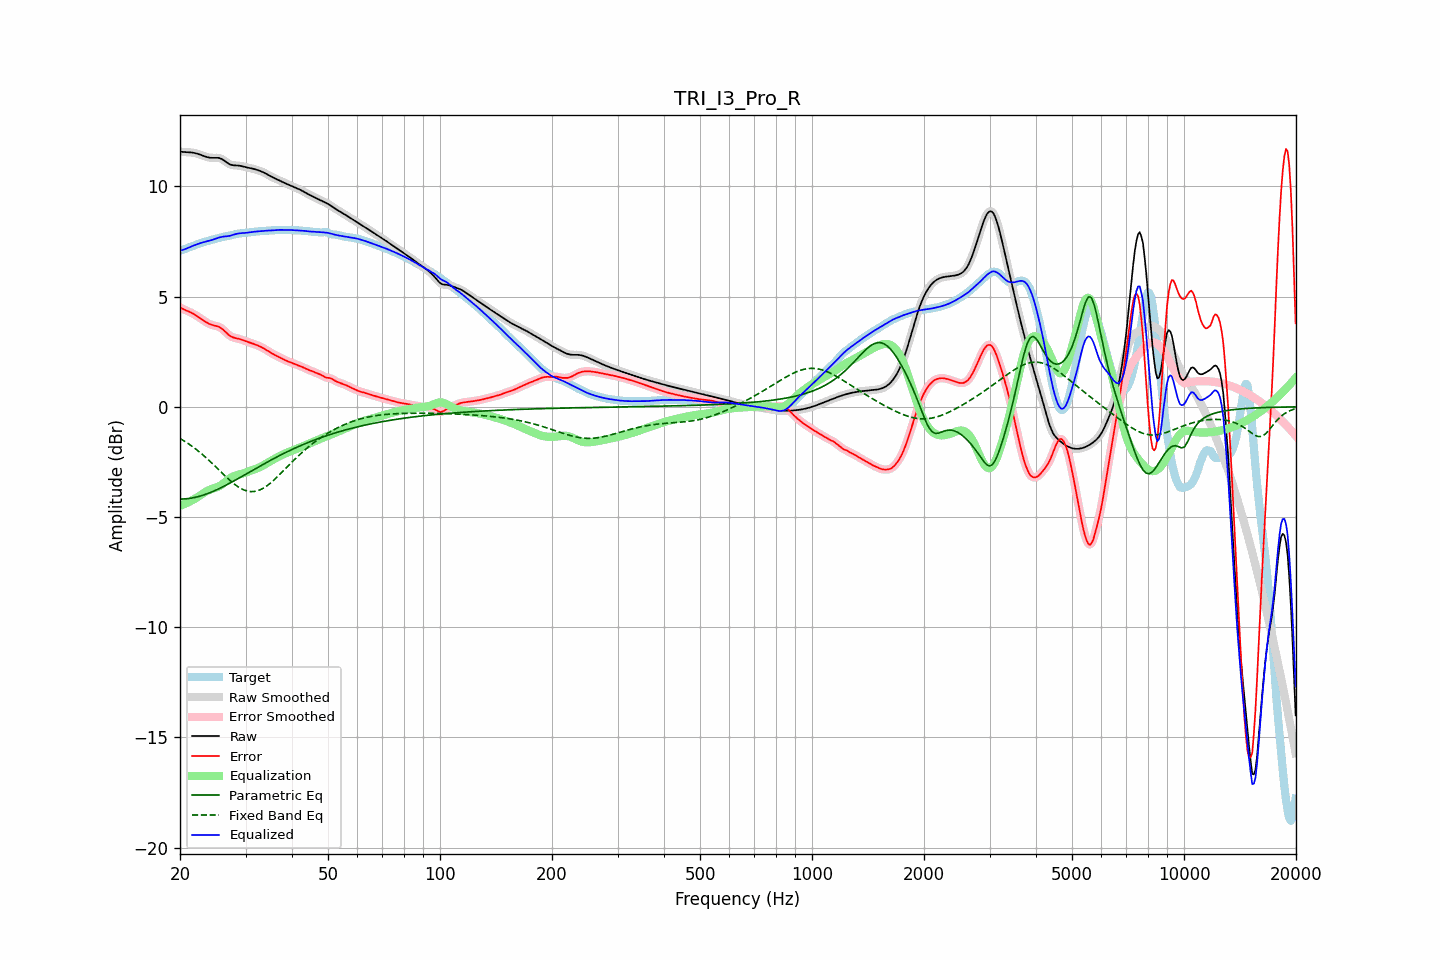 TRI_I3_Pro_R
Amplitude (dBr)
10
5
0
−5
−10
−15
−20
Target
Raw Smoothed
Error Smoothed
Raw
Error
Equalization
Parametric Eq
Fixed Band Eq
Equalized
20 50 100 200 500 1000 2000 5000 10000 20000
Frequency (Hz)